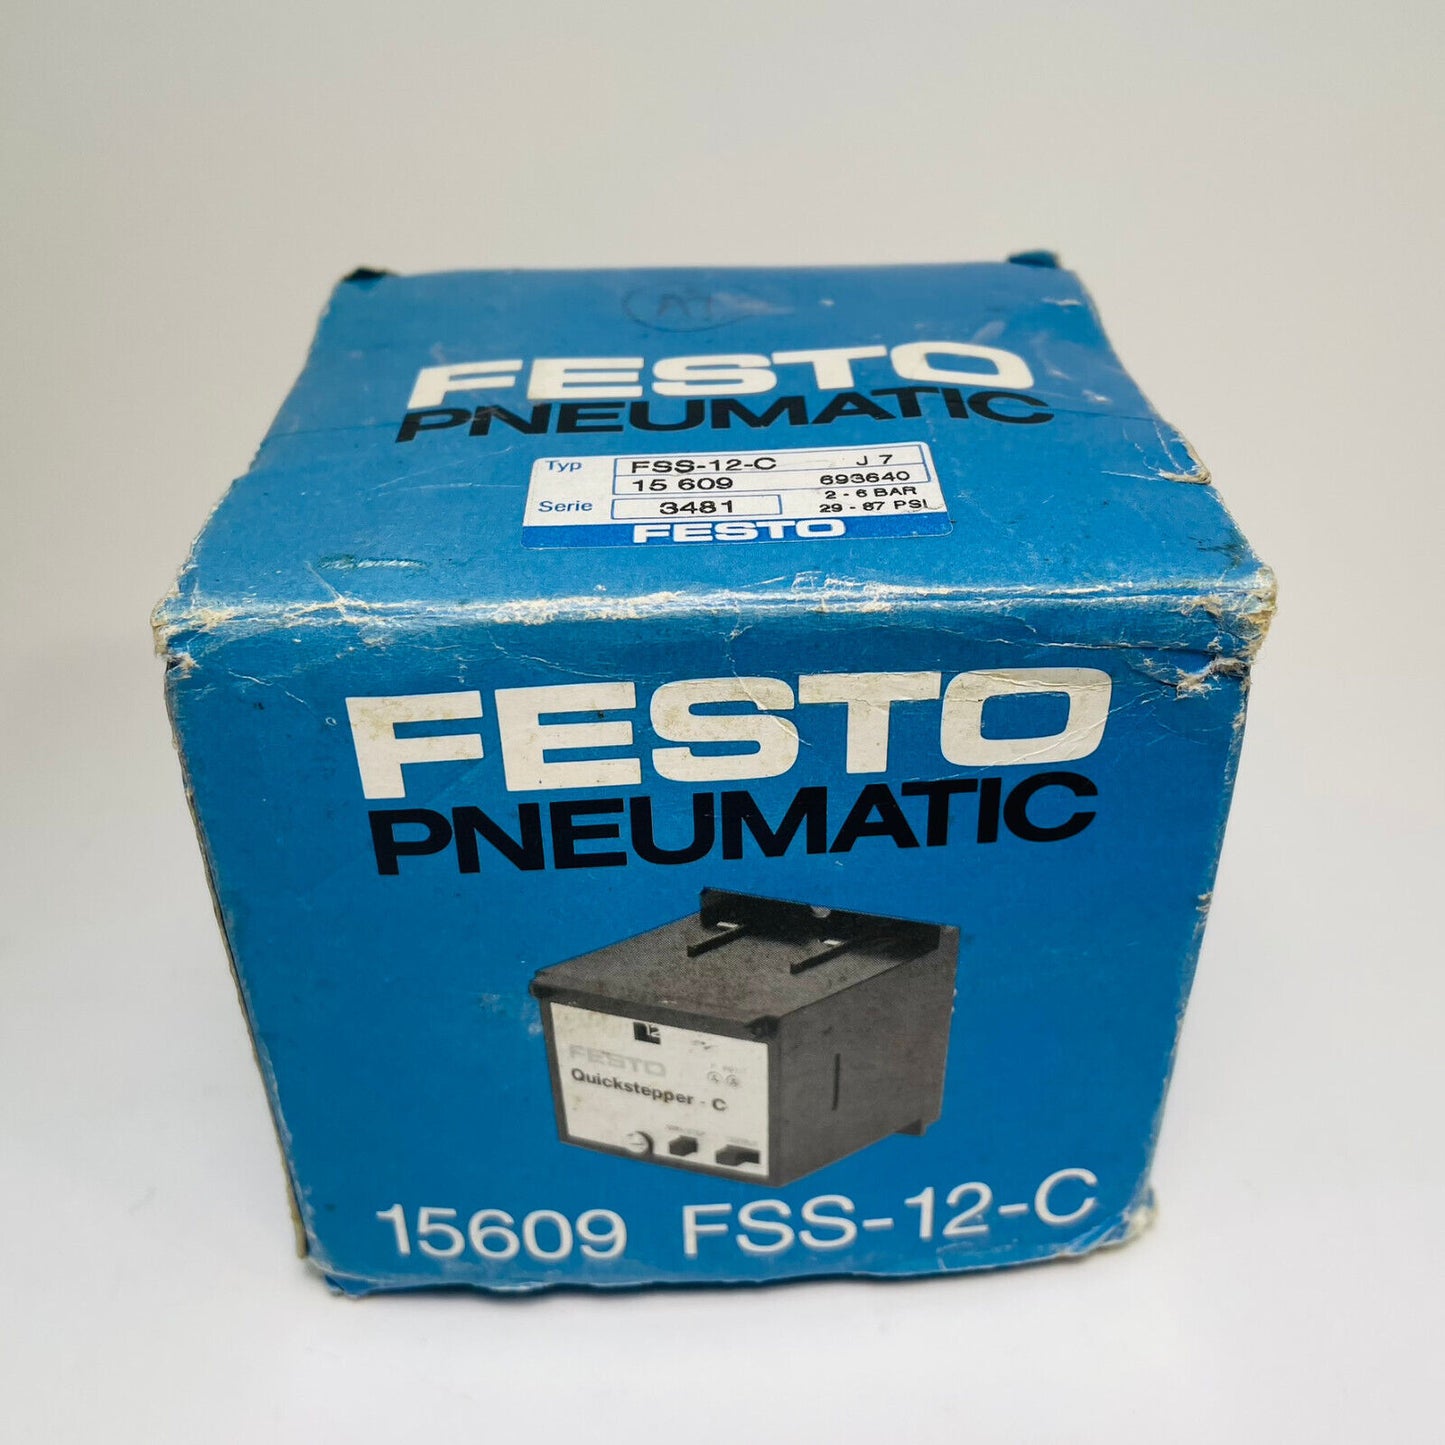 FESTO
PNEUMATIC
Typ FSS-12-C J 7
15 609 693640
Serie 3481 2 - 6 BAR
29 - 87 PSI
FESTO
FESTO
PNEUMATIC
12
FESTO
Quickstepper - C
15609 FSS-12-C